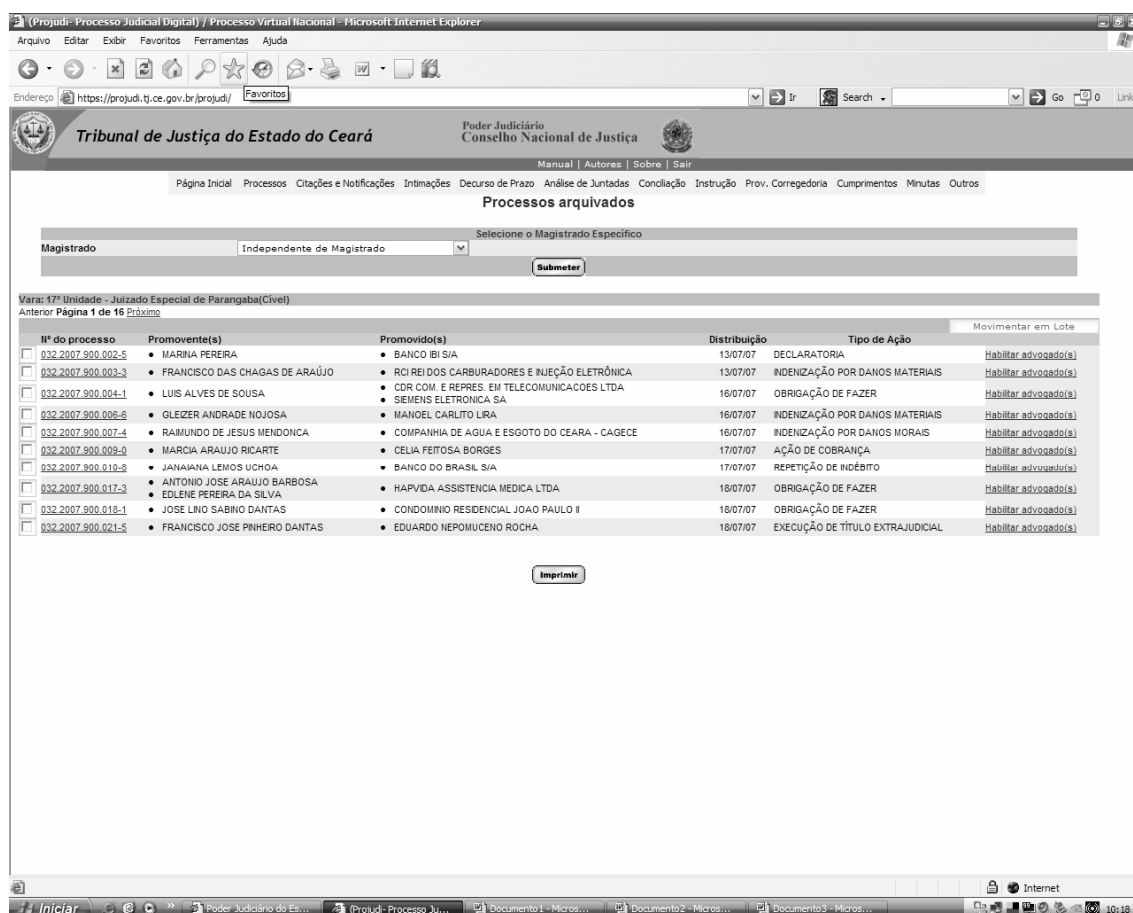 (Projudi- Processo Judicial Digital) / Processo Virtual Nacional - Microsoft Internet Explorer
Arquivo Editar Exibir Favoritos Ferramentas Ajuda
Favoritos
Endereço https://projudi.tj.ce.gov.br/projudi/ Ir Search Go 0 Link
Tribunal de Justiça do Estado do Ceará
Poder Judiciário
Conselho Nacional de Justiça
Manual | Autores | Sobre | Sair
Página Inicial Processos Citações e Notificações Intimações Decurso de Prazo Análise de Juntadas Conciliação Instrução Prov. Corregedoria Cumprimentos Minutas Outros
Processos arquivados
Selecione o Magistrado Específico
Magistrado Independente de Magistrado
Submeter
Vara: 17ª Unidade - Juizado Especial de Parangaba(Cível)
Anterior Página 1 de 16 Próximo
Movimentar em Lote
Nº do processo Promovente(s) Promovido(s) Distribuição Tipo de Ação
032.2007.900.002-5 • MARINA PEREIRA • BANCO IBI S/A 13/07/07 DECLARATORIA Habilitar advogado(s)
032.2007.900.003-3 • FRANCISCO DAS CHAGAS DE ARAÚJO • RCI REI DOS CARBURADORES E INJEÇÃO ELETRÔNICA 13/07/07 INDENIZAÇÃO POR DANOS MATERIAIS Habilitar advogado(s)
032.2007.900.004-1 • LUIS ALVES DE SOUSA • CDR COM. E REPRES. EM TELECOMUNICACOES LTDA 16/07/07 OBRIGAÇÃO DE FAZER Habilitar advogado(s)
• SIEMENS ELETRONICA SA
032.2007.900.006-6 • GLEIZER ANDRADE NOJOSA • MANOEL CARLITO LIRA 16/07/07 INDENIZAÇÃO POR DANOS MATERIAIS Habilitar advogado(s)
032.2007.900.007-4 • RAIMUNDO DE JESUS MENDONCA • COMPANHIA DE AGUA E ESGOTO DO CEARA - CAGECE 16/07/07 INDENIZAÇÃO POR DANOS MORAIS Habilitar advogado(s)
032.2007.900.009-0 • MARCIA ARAUJO RICARTE • CELIA FEITOSA BORGES 17/07/07 AÇÃO DE COBRANÇA Habilitar advogado(s)
032.2007.900.010-8 • JANAIANA LEMOS UCHOA • BANCO DO BRASIL S/A 17/07/07 REPETIÇÃO DE INDÉBITO Habilitar advogado(s)
032.2007.900.017-3 • ANTONIO JOSE ARAUJO BARBOSA • HAPVIDA ASSISTENCIA MEDICA LTDA 18/07/07 OBRIGAÇÃO DE FAZER Habilitar advogado(s)
• EDLENE PEREIRA DA SILVA
032.2007.900.018-1 • JOSE LINO SABINO DANTAS • CONDOMINIO RESIDENCIAL JOAO PAULO II 18/07/07 OBRIGAÇÃO DE FAZER Habilitar advogado(s)
032.2007.900.021-5 • FRANCISCO JOSE PINHEIRO DANTAS • EDUARDO NEPOMUCENO ROCHA 18/07/07 EXECUÇÃO DE TÍTULO EXTRAJUDICIAL Habilitar advogado(s)
Imprimir
Internet
Iniciar » Poder Judiciário do Es... (Projudi- Processo Ju... Documento1 - Micros... Documento2 - Micros... Documento3 - Micros... 10:18